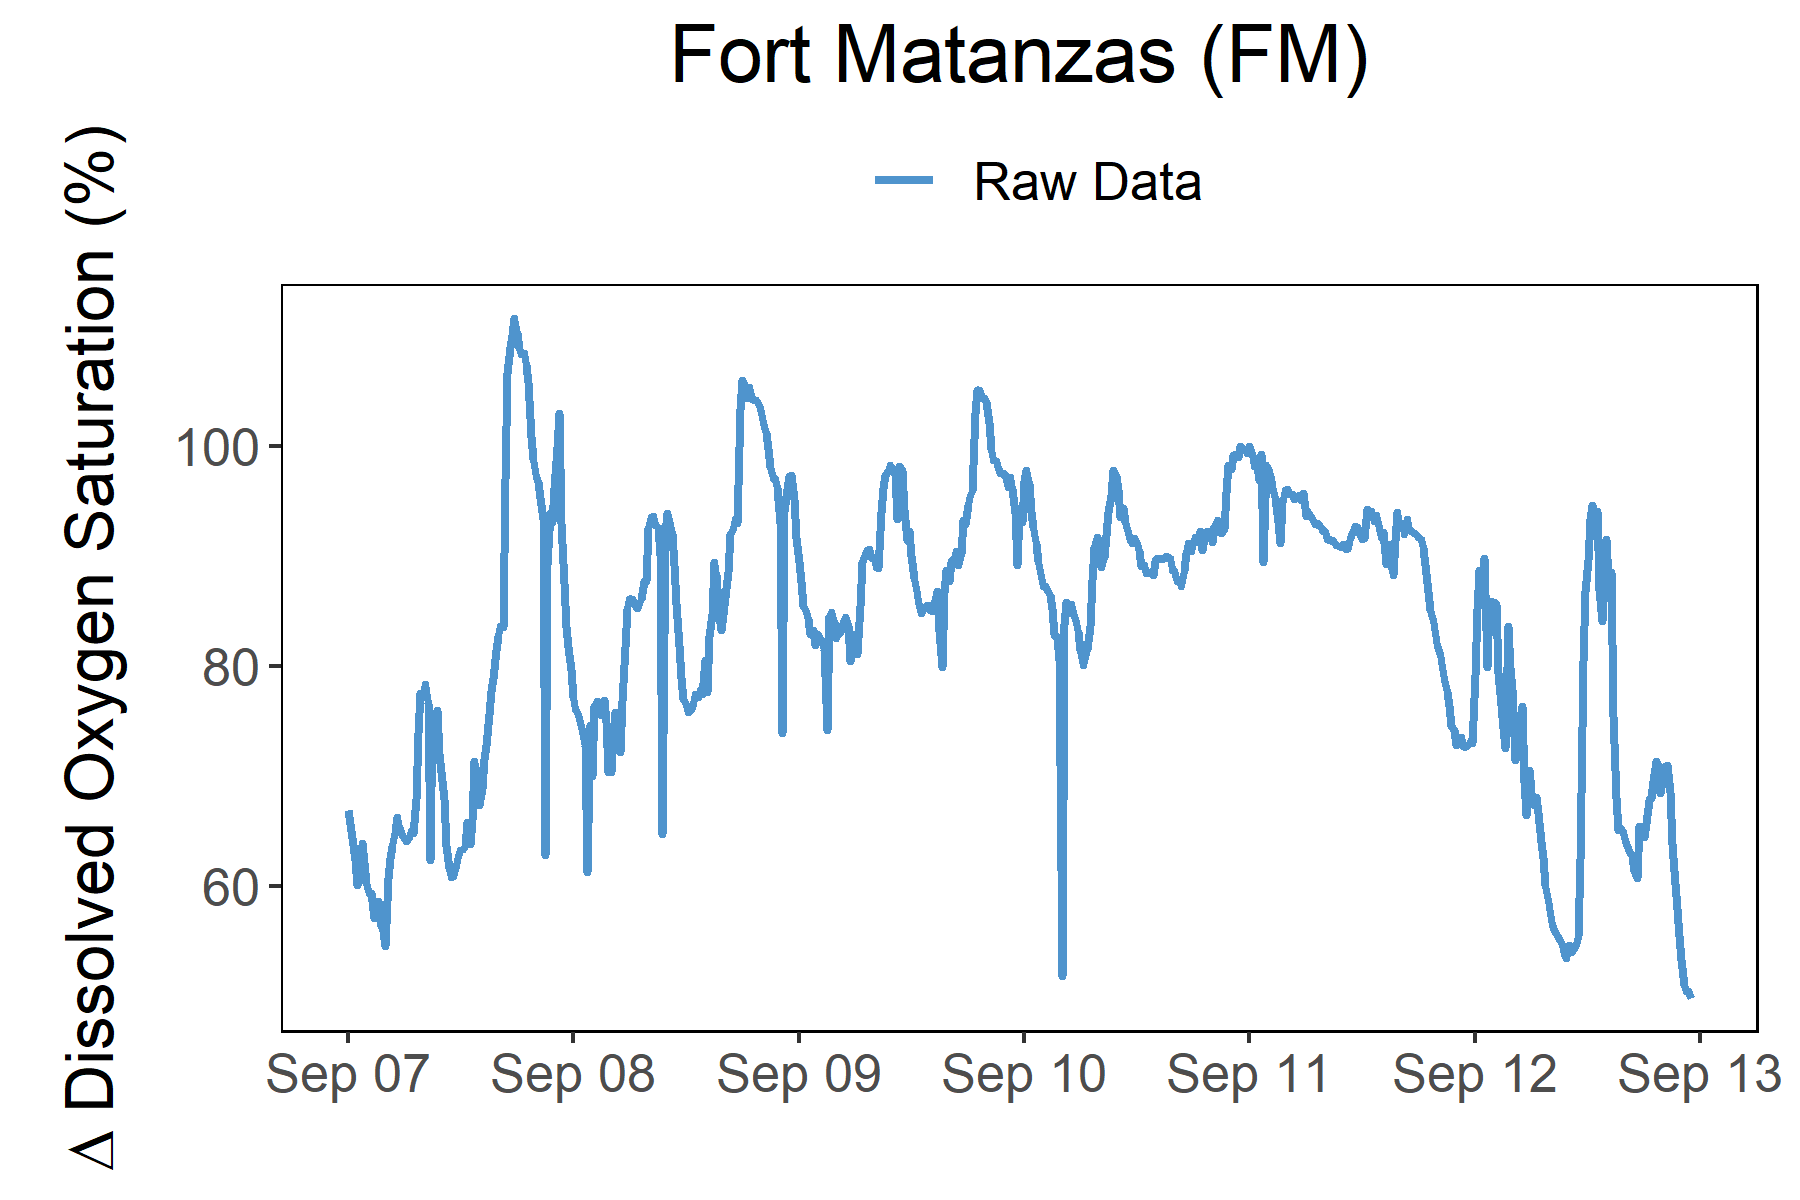 Fort Matanzas (FM)
Raw Data
Δ Dissolved Oxygen Saturation (%)
100
80
60
Sep 07 Sep 08 Sep 09 Sep 10 Sep 11 Sep 12 Sep 13